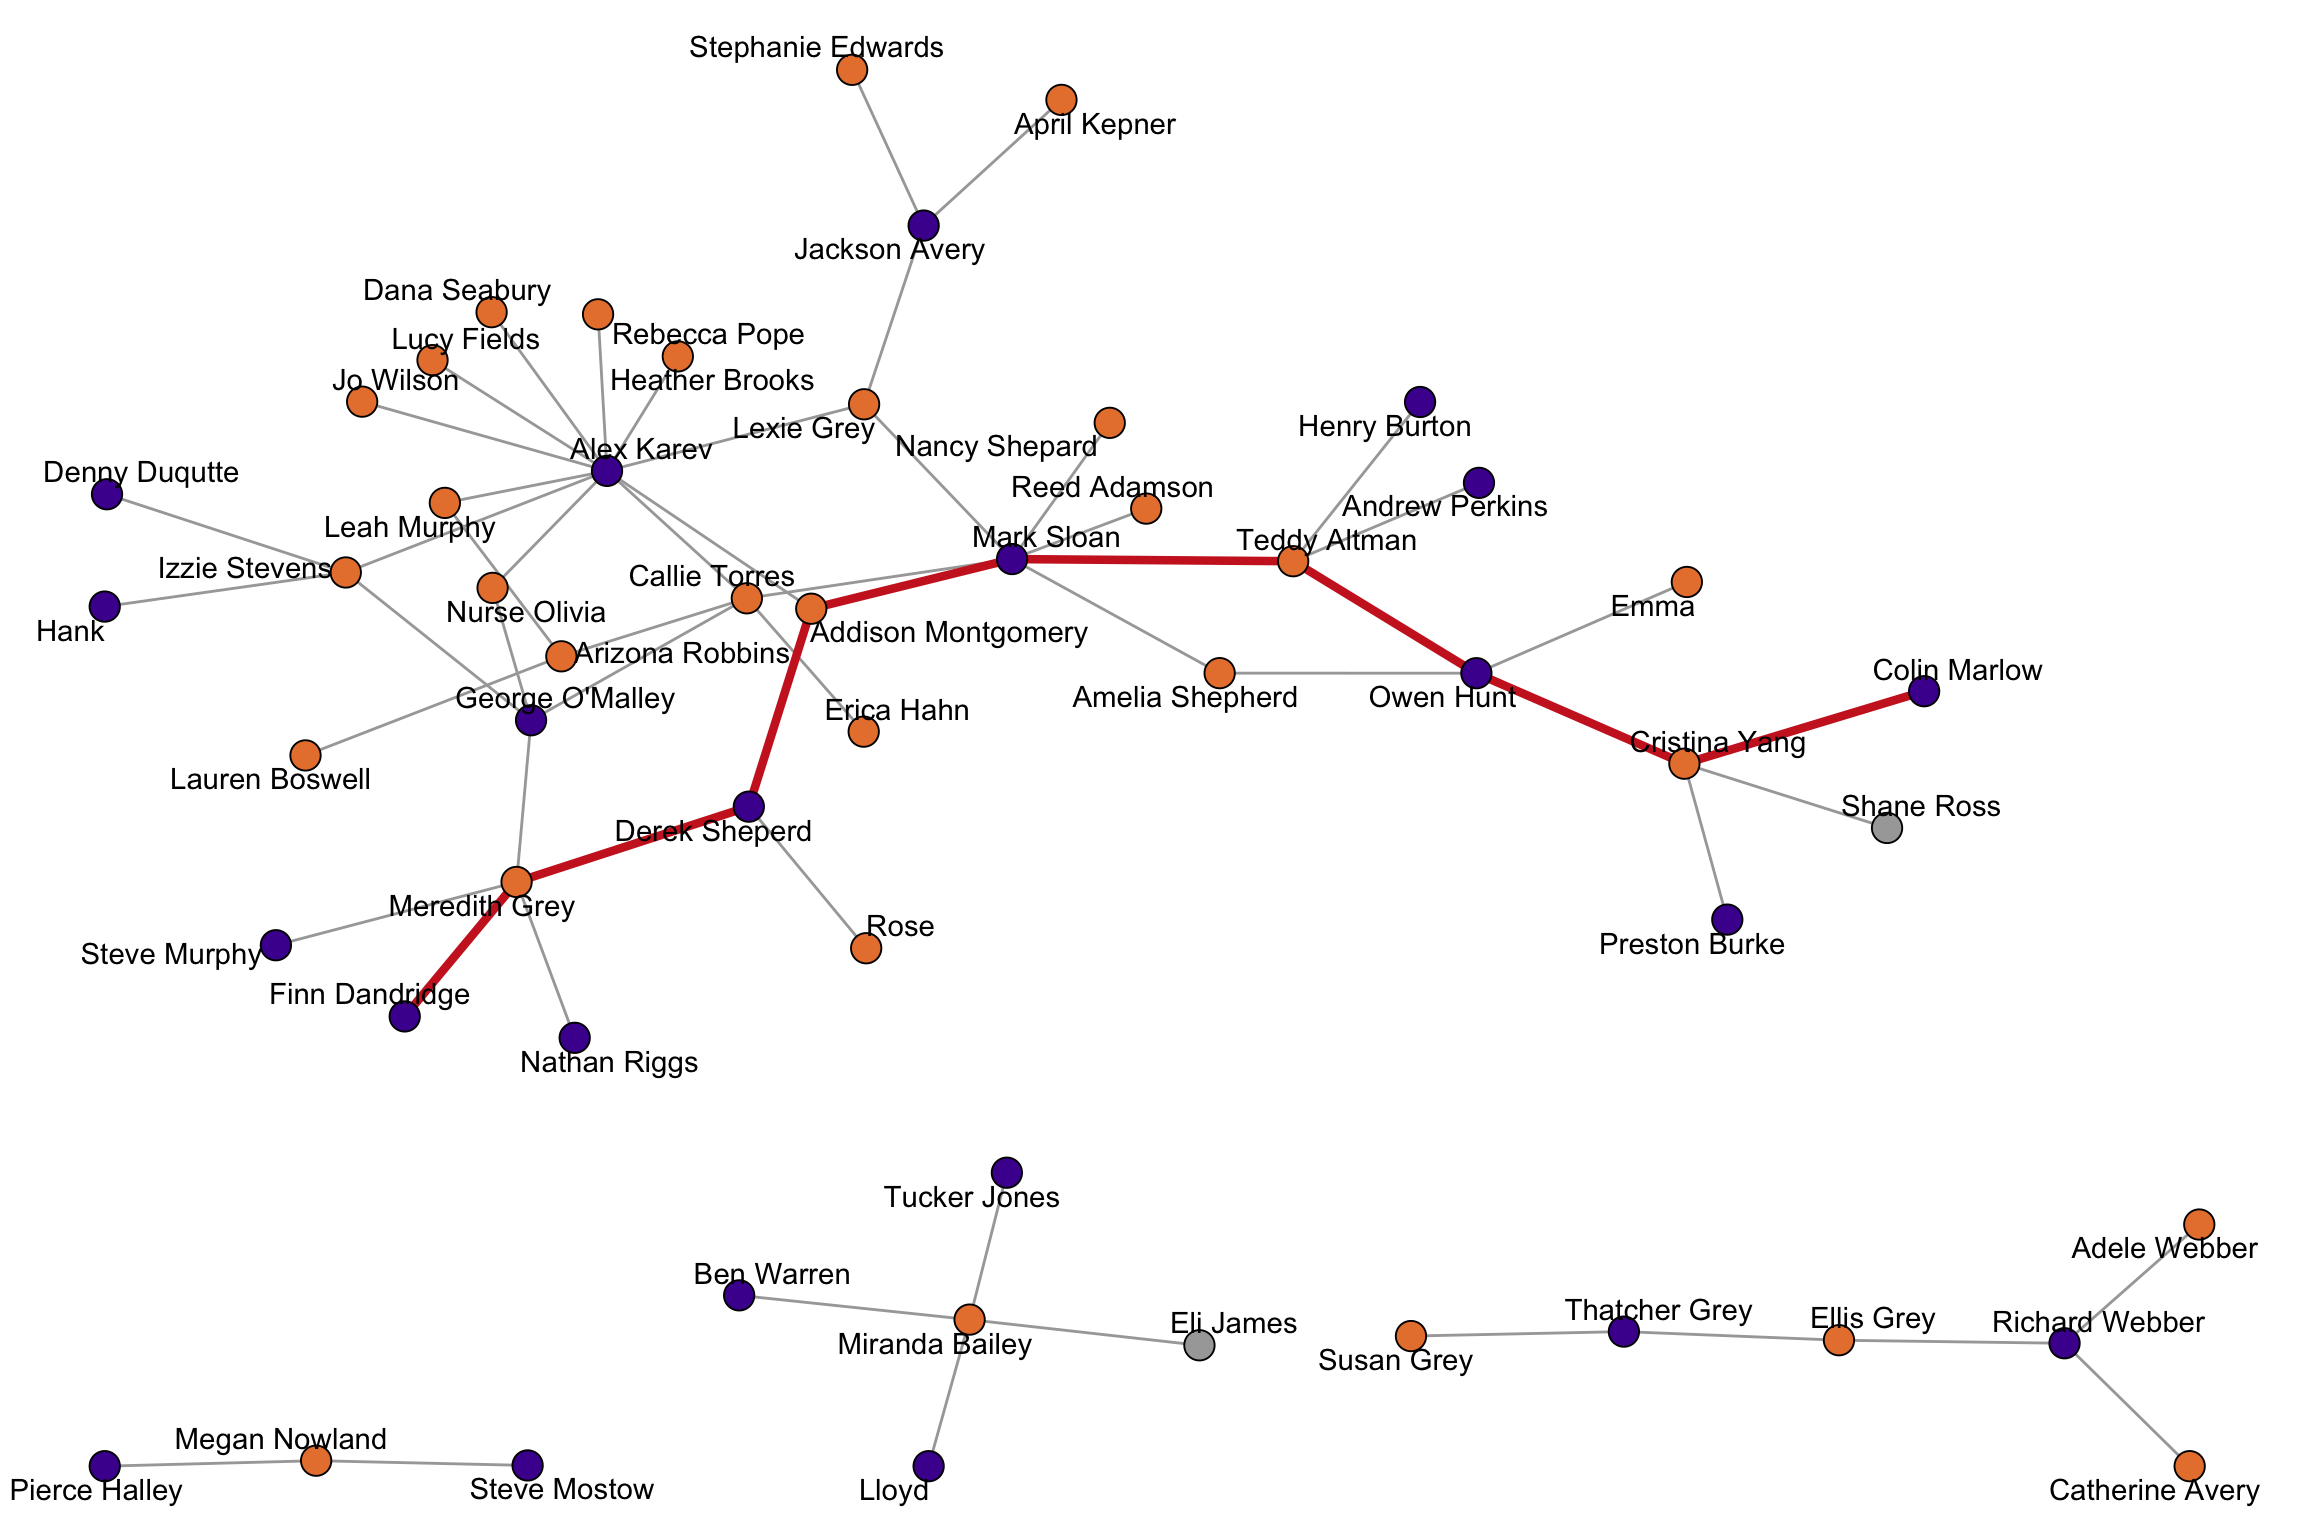 Stephanie Edwards
April Kepner
Jackson Avery
Dana Seabury
Rebecca Pope
Lucy Fields
Jo Wilson
Heather Brooks
Lexie Grey
Henry Burton
Alex Karev
Nancy Shepard
Denny Duqutte
Reed Adamson
Andrew Perkins
Leah Murphy
Mark Sloan
Teddy Altman
Izzie Stevens
Callie Torres
Emma
Nurse Olivia
Hank
Addison Montgomery
Arizona Robbins
Colin Marlow
George O'Malley
Amelia Shepherd
Owen Hunt
Erica Hahn
Cristina Yang
Lauren Boswell
Shane Ross
Derek Sheperd
Meredith Grey
Rose
Preston Burke
Steve Murphy
Finn Dandridge
Nathan Riggs
Tucker Jones
Adele Webber
Ben Warren
Thatcher Grey
Ellis Grey
Richard Webber
Eli James
Miranda Bailey
Susan Grey
Megan Nowland
Pierce Halley
Steve Mostow
Lloyd
Catherine Avery